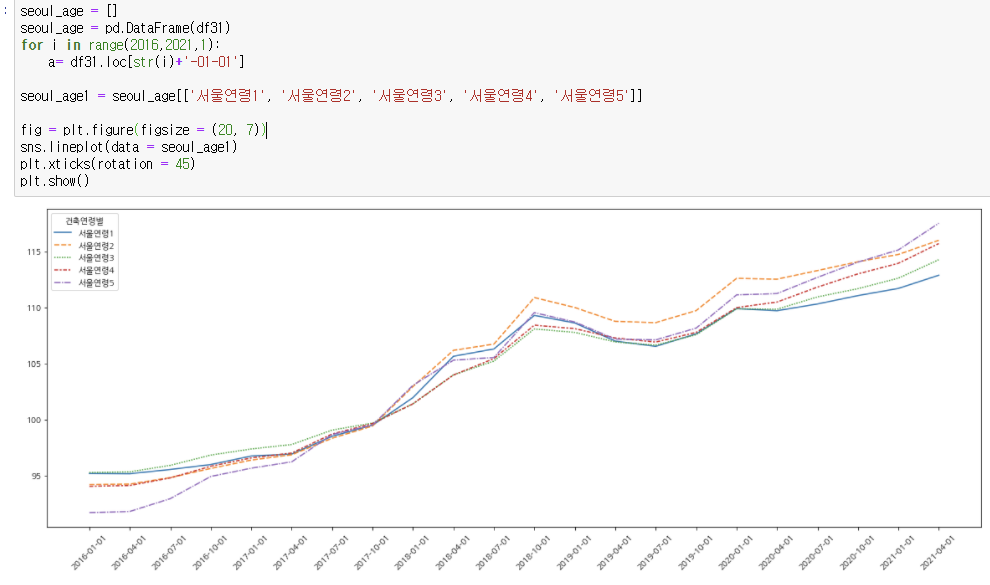 :
seoul_age = []
seoul_age = pd.DataFrame(df31)
for i in range(2016,2021,1):
a= df31.loc[str(i)+'-01-01']
seoul_age1 = seoul_age[['서울연령1', '서울연령2', '서울연령3', '서울연령4', '서울연령5']]
fig = plt.figure(figsize = (20, 7))
sns.lineplot(data = seoul_age1)
plt.xticks(rotation = 45)
plt.show()
건축연령별
서울연령1
서울연령2
서울연령3
서울연령4
서울연령5
115
110
105
100
95
2016-01-01 2016-04-01 2016-07-01 2016-10-01 2017-01-01 2017-04-01 2017-07-01 2017-10-01 2018-01-01 2018-04-01 2018-07-01 2018-10-01 2019-01-01 2019-04-01 2019-07-01 2019-10-01 2020-01-01 2020-04-01 2020-07-01 2020-10-01 2021-01-01 2021-04-01